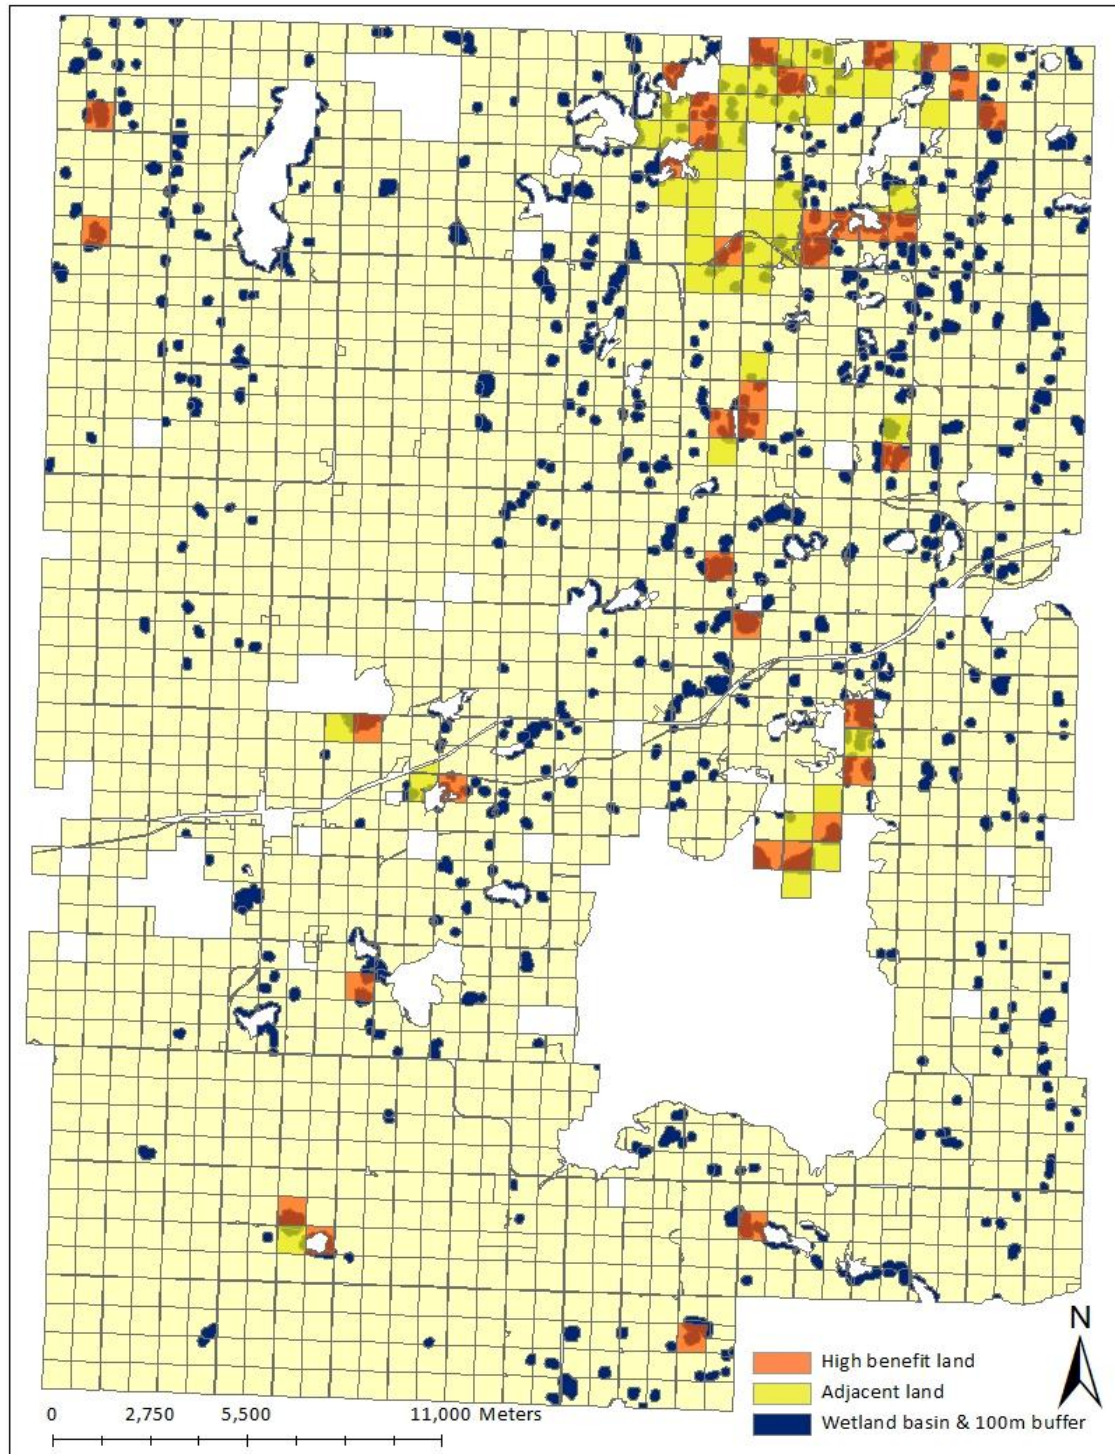 N
High benefit land
Adjacent land
Wetland basin & 100m buffer
0 2,750 5,500 11,000 Meters